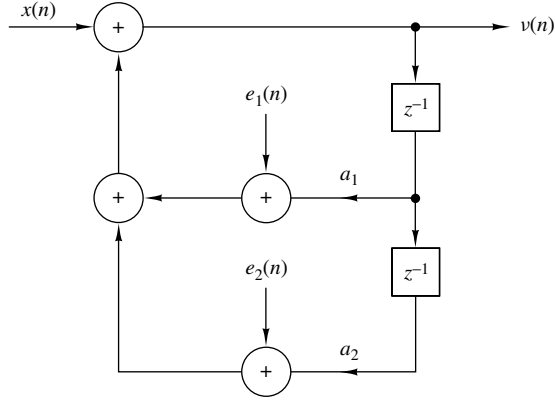 x(n)
+
v(n)
z⁻¹
e₁(n)
+
+
a₁
z⁻¹
e₂(n)
+
a₂